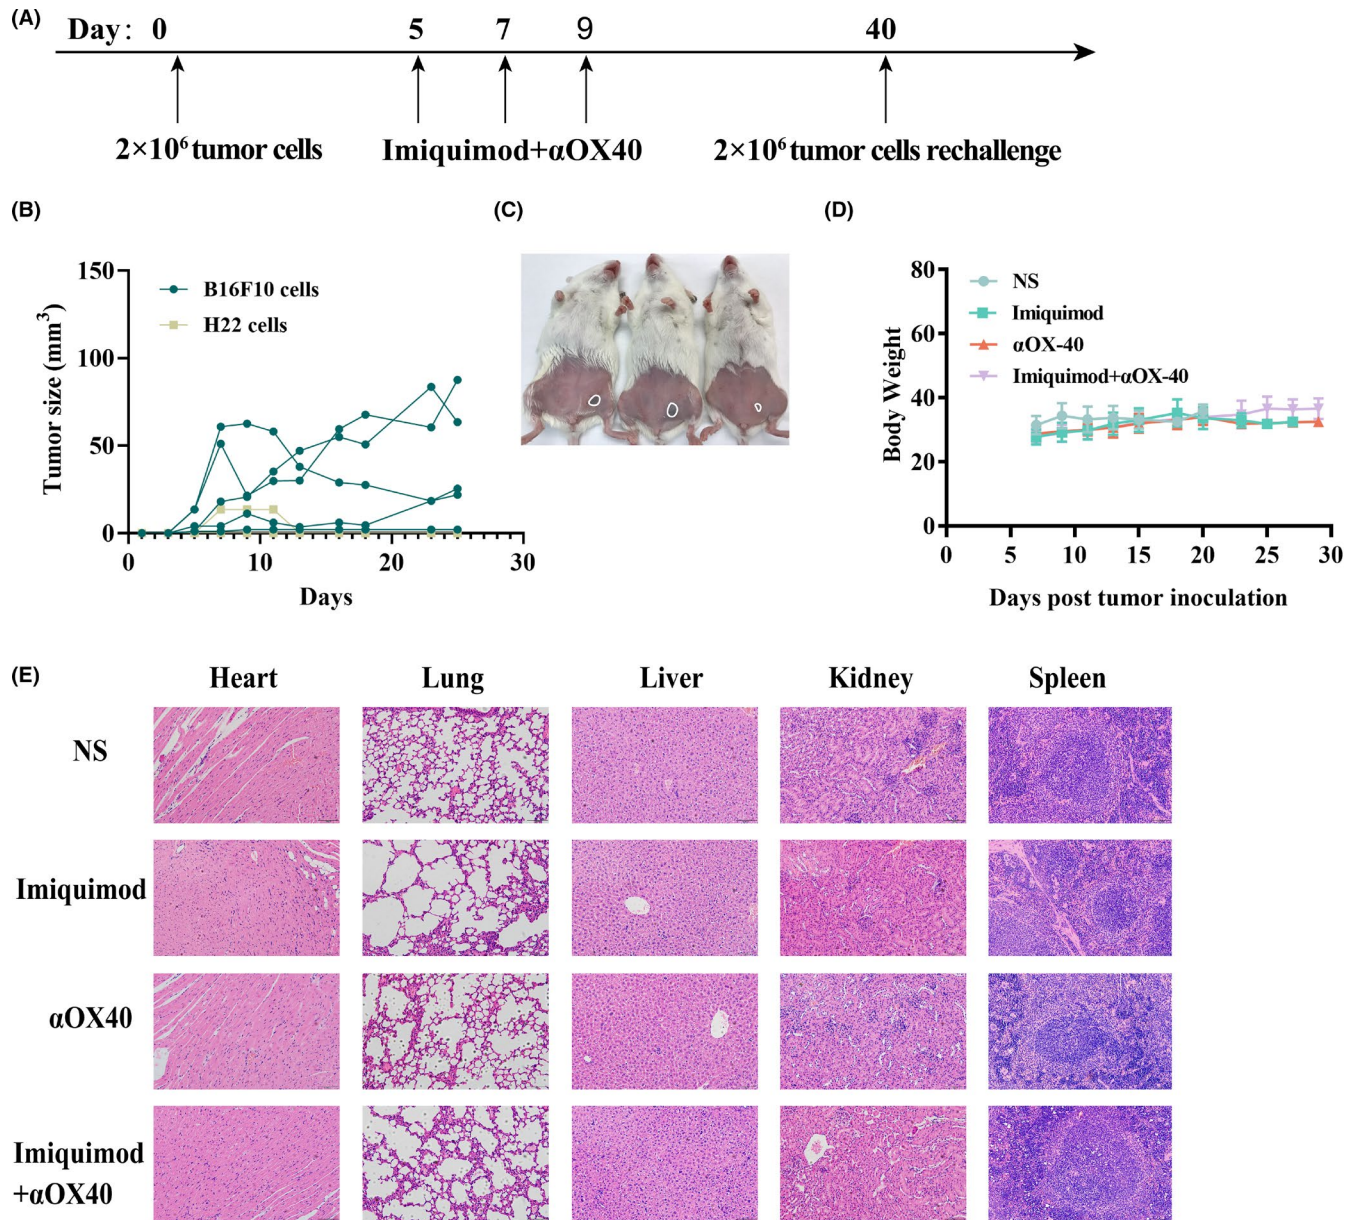 (A)
Day: 0 5 7 9 40
2×10⁶ tumor cells Imiquimod+αOX40 2×10⁶ tumor cells rechallenge
(B)
150
100
50
0
Tumor size (mm³)
B16F10 cells
H22 cells
0 10 20 30
Days
(C)
(D)
80
60
40
20
0
Body Weight
NS
Imiquimod
αOX-40
Imiquimod+αOX-40
0 5 10 15 20 25 30
Days post tumor inoculation
(E)
Heart Lung Liver Kidney Spleen
NS
Imiquimod
αOX40
Imiquimod
+αOX40